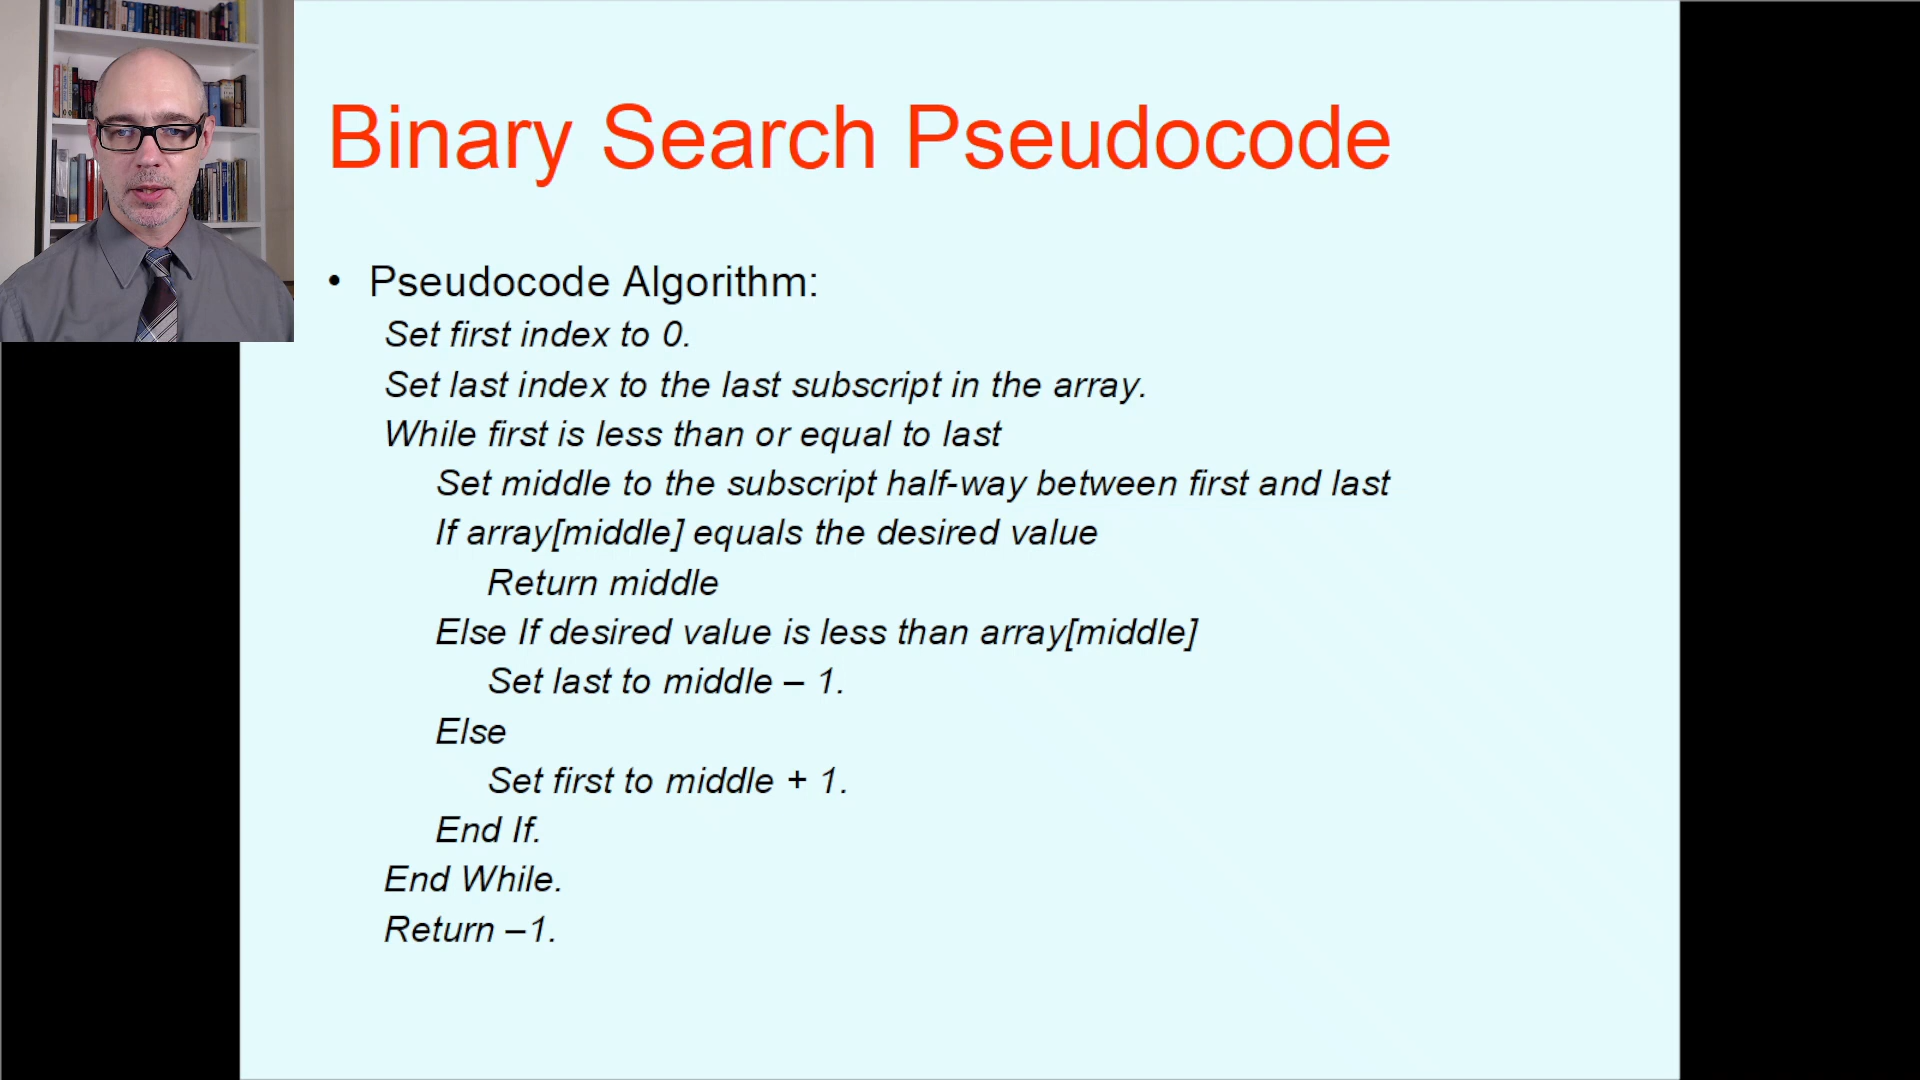 Binary Search Pseudocode
• Pseudocode Algorithm:
Set first index to 0.
Set last index to the last subscript in the array.
While first is less than or equal to last
Set middle to the subscript half-way between first and last
If array[middle] equals the desired value
Return middle
Else If desired value is less than array[middle]
Set last to middle – 1.
Else
Set first to middle + 1.
End If.
End While.
Return –1.